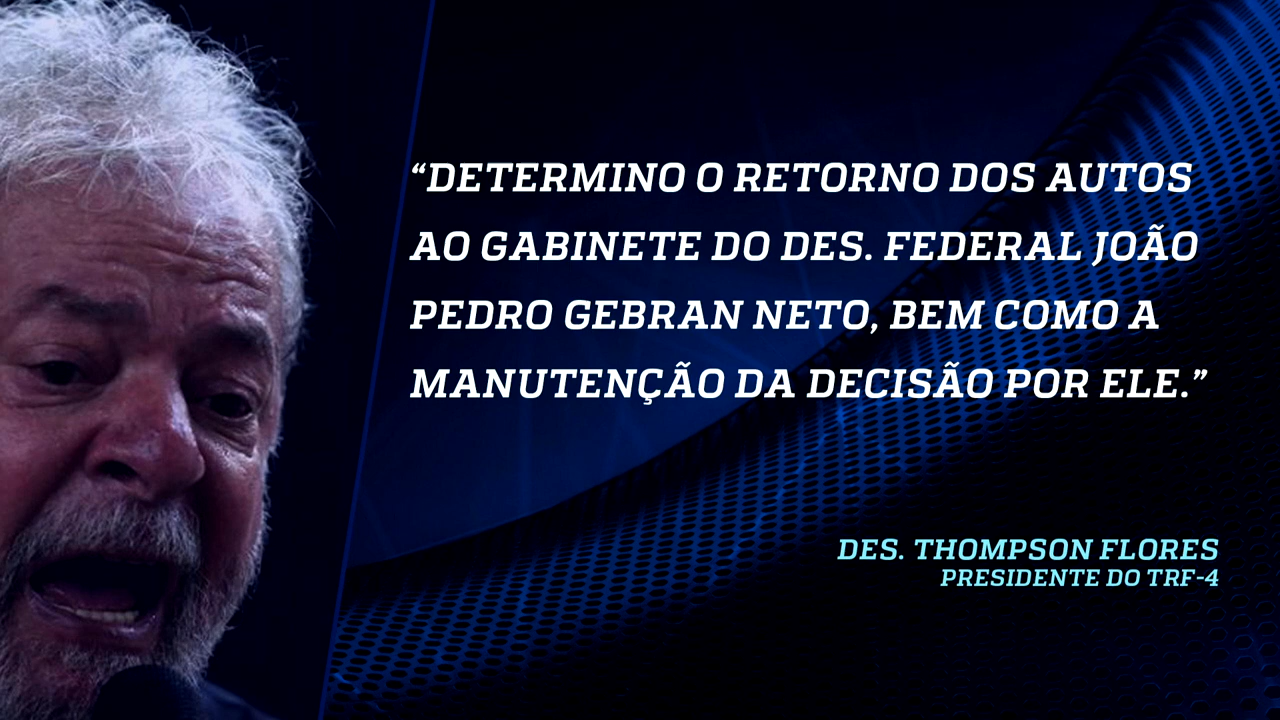 “DETERMINO O RETORNO DOS AUTOS
AO GABINETE DO DES. FEDERAL JOÃO
PEDRO GEBRAN NETO, BEM COMO A
MANUTENÇÃO DA DECISÃO POR ELE.”
DES. THOMPSON FLORES
PRESIDENTE DO TRF-4